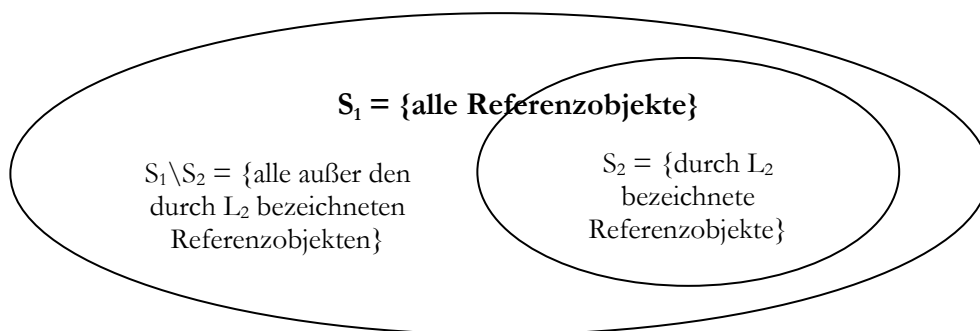 S₁ = {alle Referenzobjekte}
S₁\S₂ = {alle außer den
durch L₂ bezeichneten
Referenzobjekten}
S₂ = {durch L₂
bezeichnete
Referenzobjekte}